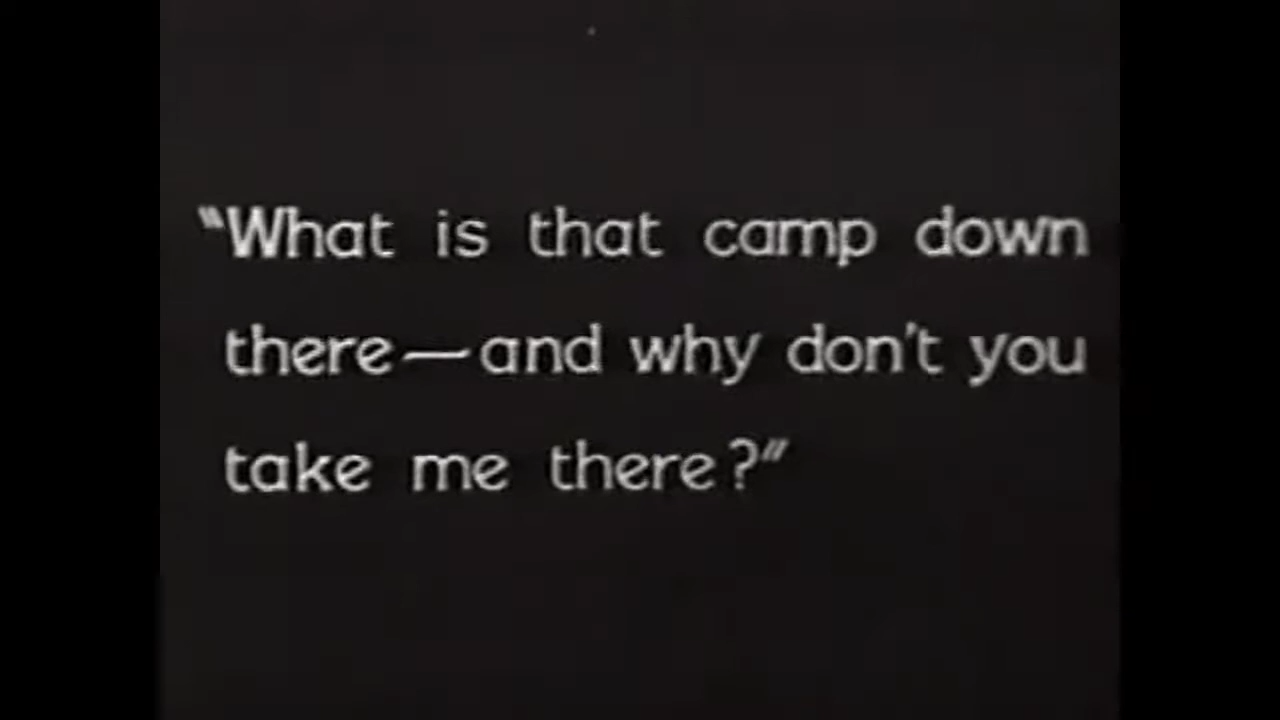 "What is that camp down
there—and why don't you
take me there?"